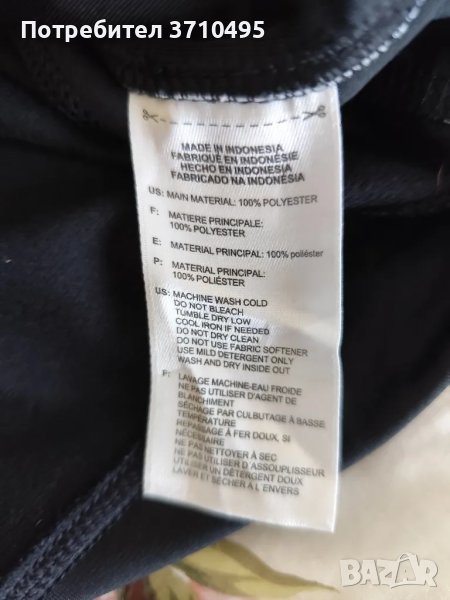 Потребител 3710495
MADE IN INDONESIA
FABRIQUÉ EN INDONÉSIE
HECHO EN INDONESIA
FABRICADO NA INDONÉSIA
US: MAIN MATERIAL: 100% POLYESTER
F: MATIERE PRINCIPALE:
100% POLYESTER
E: MATERIAL PRINCIPAL: 100% poliéster
P: MATERIAL PRINCIPAL:
100% POLIÉSTER
US: MACHINE WASH COLD
DO NOT BLEACH
TUMBLE DRY LOW
COOL IRON IF NEEDED
DO NOT DRY CLEAN
DO NOT USE FABRIC SOFTENER
USE MILD DETERGENT ONLY
WASH AND DRY INSIDE OUT
F: LAVAGE MACHINE-EAU FROIDE
NE PAS UTILISER D'AGENT DE
BLANCHIMENT
SÉCHAGE PAR CULBUTAGE À BASSE
TEMPÉRATURE
REPASSAGE À FER DOUX, SI
NÉCESSAIRE
NE PAS NETTOYER À SEC
NE PAS UTILISER D'ASSOUPLISSEUR
UTILISER UN DÉTERGENT DOUX
LAVER ET SÉCHER À L'ENVERS
BAZAR